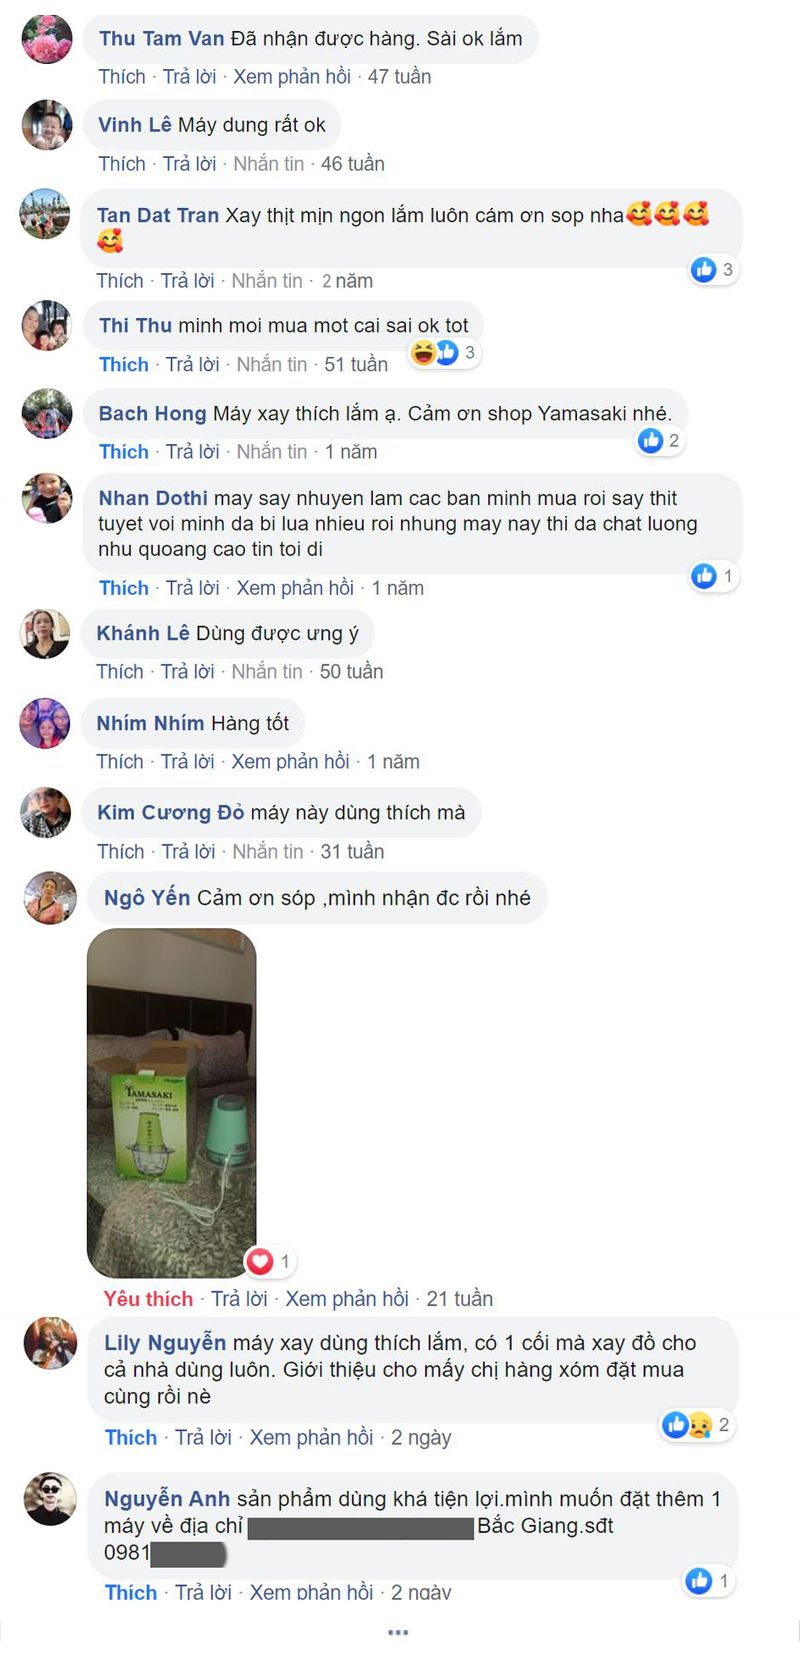 Thu Tam Van Đã nhận được hàng. Sài ok lắm
Thích · Trả lời · Xem phản hồi · 47 tuần
Vinh Lê Máy dung rất ok
Thích · Trả lời · Nhắn tin · 46 tuần
Tan Dat Tran Xay thịt mịn ngon lắm luôn cám ơn sop nha🥰🥰🥰
🥰
3
Thích · Trả lời · Nhắn tin · 2 năm
Thi Thu minh moi mua mot cai sai ok tot
3
Thích · Trả lời · Nhắn tin · 51 tuần
Bach Hong Máy xay thích lắm ạ. Cảm ơn shop Yamasaki nhé.
2
Thích · Trả lời · Nhắn tin · 1 năm
Nhan Dothi may say nhuyen lam cac ban minh mua roi say thit
tuyet voi minh da bi lua nhieu roi nhung may nay thi da chat luong
nhu quoang cao tin toi di
1
Thích · Trả lời · Xem phản hồi · 1 năm
Khánh Lê Dùng được ưng ý
Thích · Trả lời · Nhắn tin · 50 tuần
Nhím Nhím Hàng tốt
Thích · Trả lời · Xem phản hồi · 1 năm
Kim Cương Đỏ máy này dùng thích mà
Thích · Trả lời · Nhắn tin · 31 tuần
Ngô Yến Cảm ơn sóp ,mình nhận đc rồi nhé
YAMASAKI
1
Yêu thích · Trả lời · Xem phản hồi · 21 tuần
Lily Nguyễn máy xay dùng thích lắm, có 1 cối mà xay đồ cho
cả nhà dùng luôn. Giới thiệu cho mấy chị hàng xóm đặt mua
cùng rồi nè
2
Thích · Trả lời · Xem phản hồi · 2 ngày
Nguyễn Anh sản phẩm dùng khá tiện lợi.mình muốn đặt thêm 1
máy về địa chỉ Bắc Giang.sđt
0981
1
Thích · Trả lời · Xem phản hồi · 2 ngày